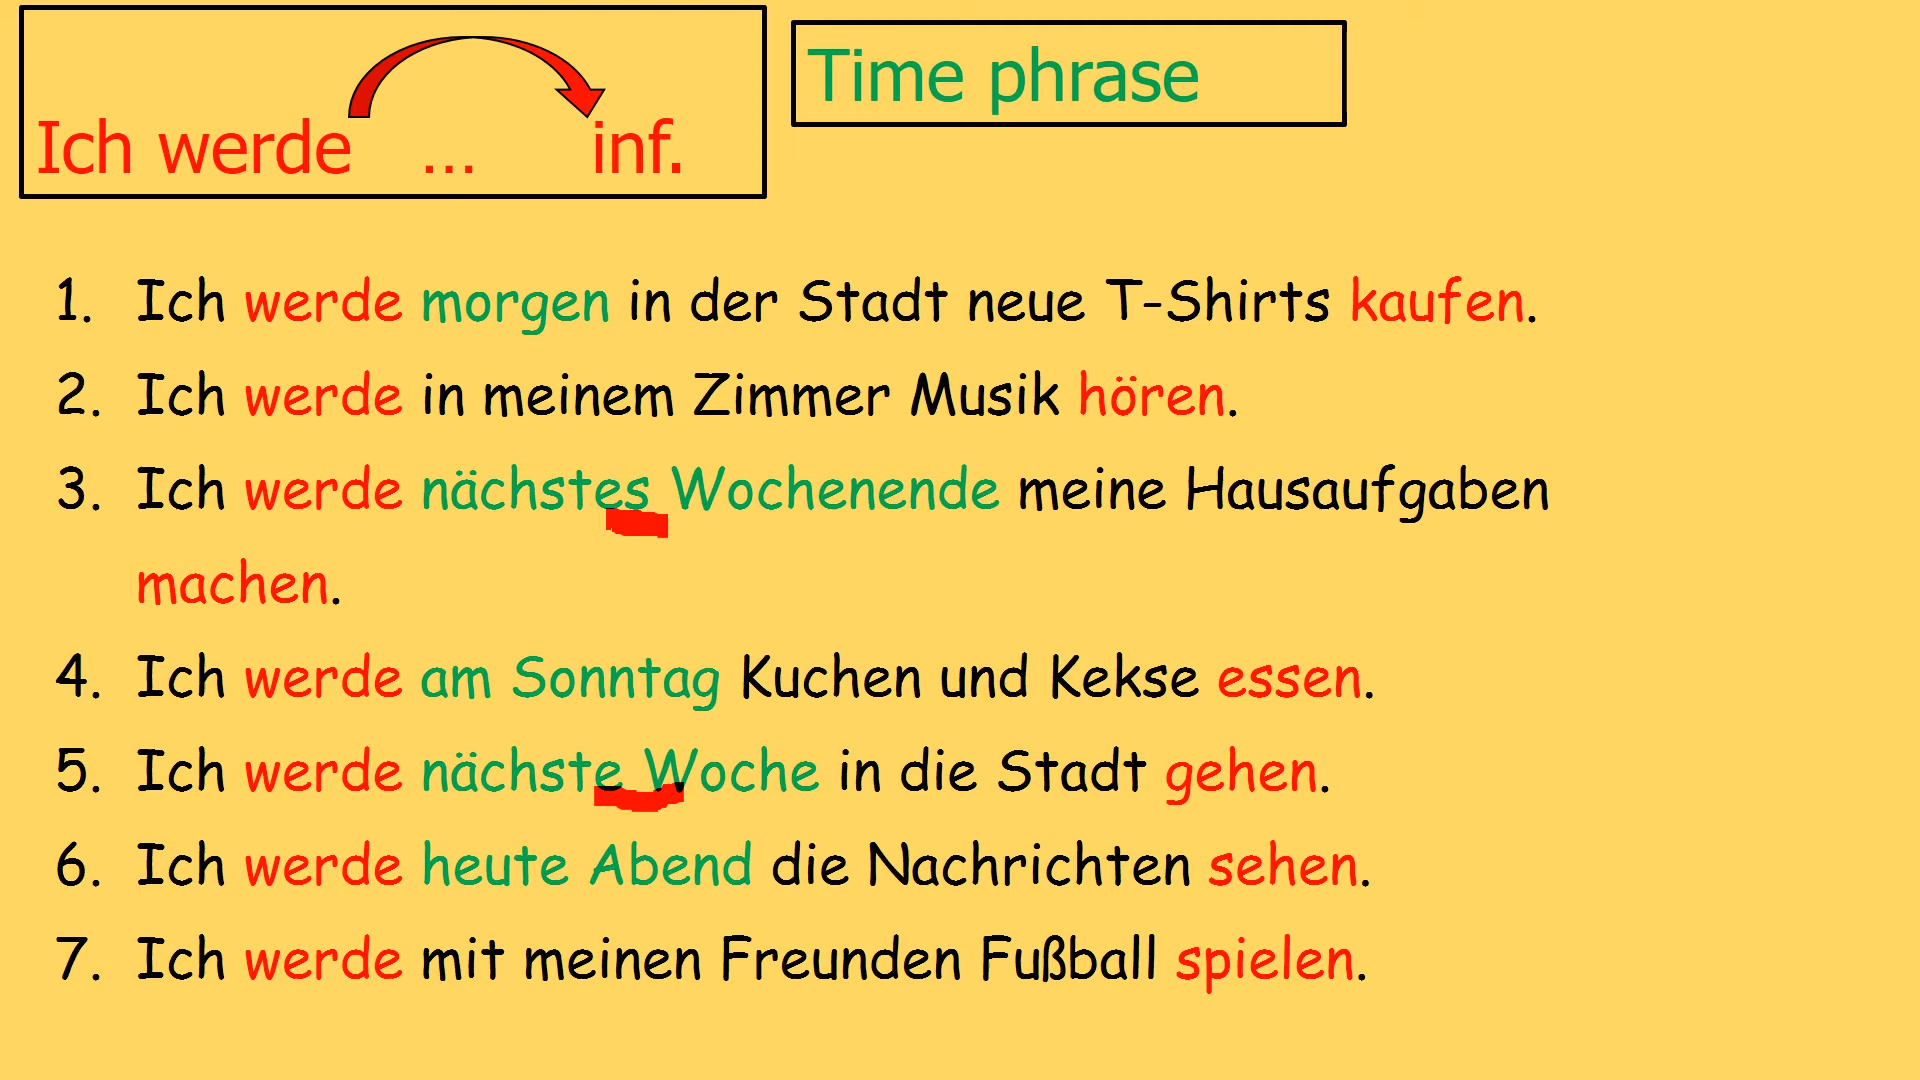 Ich werde … inf.
Time phrase
1. Ich werde morgen in der Stadt neue T-Shirts kaufen.
2. Ich werde in meinem Zimmer Musik hören.
3. Ich werde nächstes Wochenende meine Hausaufgaben
machen.
4. Ich werde am Sonntag Kuchen und Kekse essen.
5. Ich werde nächste Woche in die Stadt gehen.
6. Ich werde heute Abend die Nachrichten sehen.
7. Ich werde mit meinen Freunden Fußball spielen.